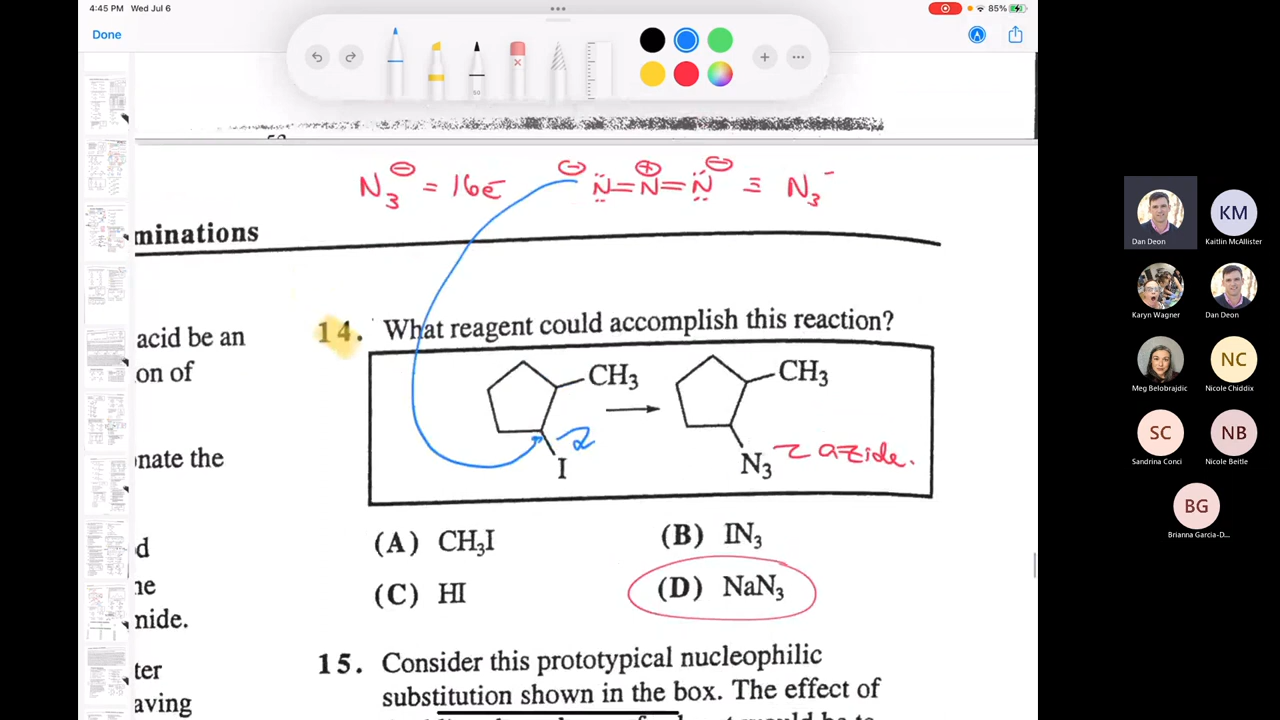 4:45 PM Wed Jul 6
85%
Done
N₃⊖ = 16e⁻
⊖ N=N=N ⊖ ≡ N₃⁻
⊕
minations
acid be an
on of
onate the
d
ne
mide.
ter
aving
14. What reagent could accomplish this reaction?
CH₃
CH₃
I
N₃
azide.
(A) CH₃I
(B) IN₃
(C) HI
(D) NaN₃
15. Consider this prototypical nucleophilic
substitution shown in the box. The effect of
Dan Deon
KM
Kaitlin McAllister
Karyn Wagner
Dan Deon
Meg Belobrajdic
NC
Nicole Chiddix
SC
Sandrina Conci
NB
Nicole Beitle
BG
Brianna Garcia-D...